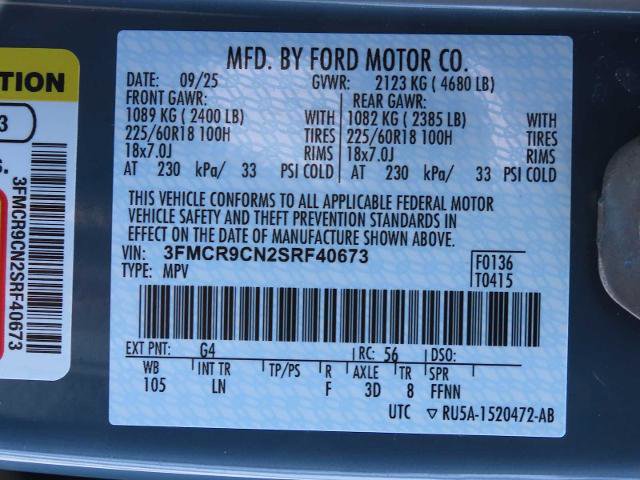 MFD. BY FORD MOTOR CO.
DATE: 09/25 GVWR: 2123 KG ( 4680 LB)
FRONT GAWR: REAR GAWR:
1089 KG ( 2400 LB) WITH 1082 KG ( 2385 LB) WITH
225/60R18 100H TIRES 225/60R18 100H TIRES
18x7.0J RIMS 18x7.0J RIMS
AT 230 kPa/ 33 PSI COLD AT 230 kPa/ 33 PSI COLD
THIS VEHICLE CONFORMS TO ALL APPLICABLE FEDERAL MOTOR
VEHICLE SAFETY AND THEFT PREVENTION STANDARDS IN
EFFECT ON THE DATE OF MANUFACTURE SHOWN ABOVE.
VIN: 3FMCR9CN2SRF40673 F0136
TYPE: MPV T0415
EXT PNT: G4 RC: 56 DSO:
WB INT TR TP/PS R AXLE TR SPR
105 LN F 3D 8 FFNN
UTC ▽ RU5A-1520472-AB
TION
3
S.
3FMCR9CN2SRF40673